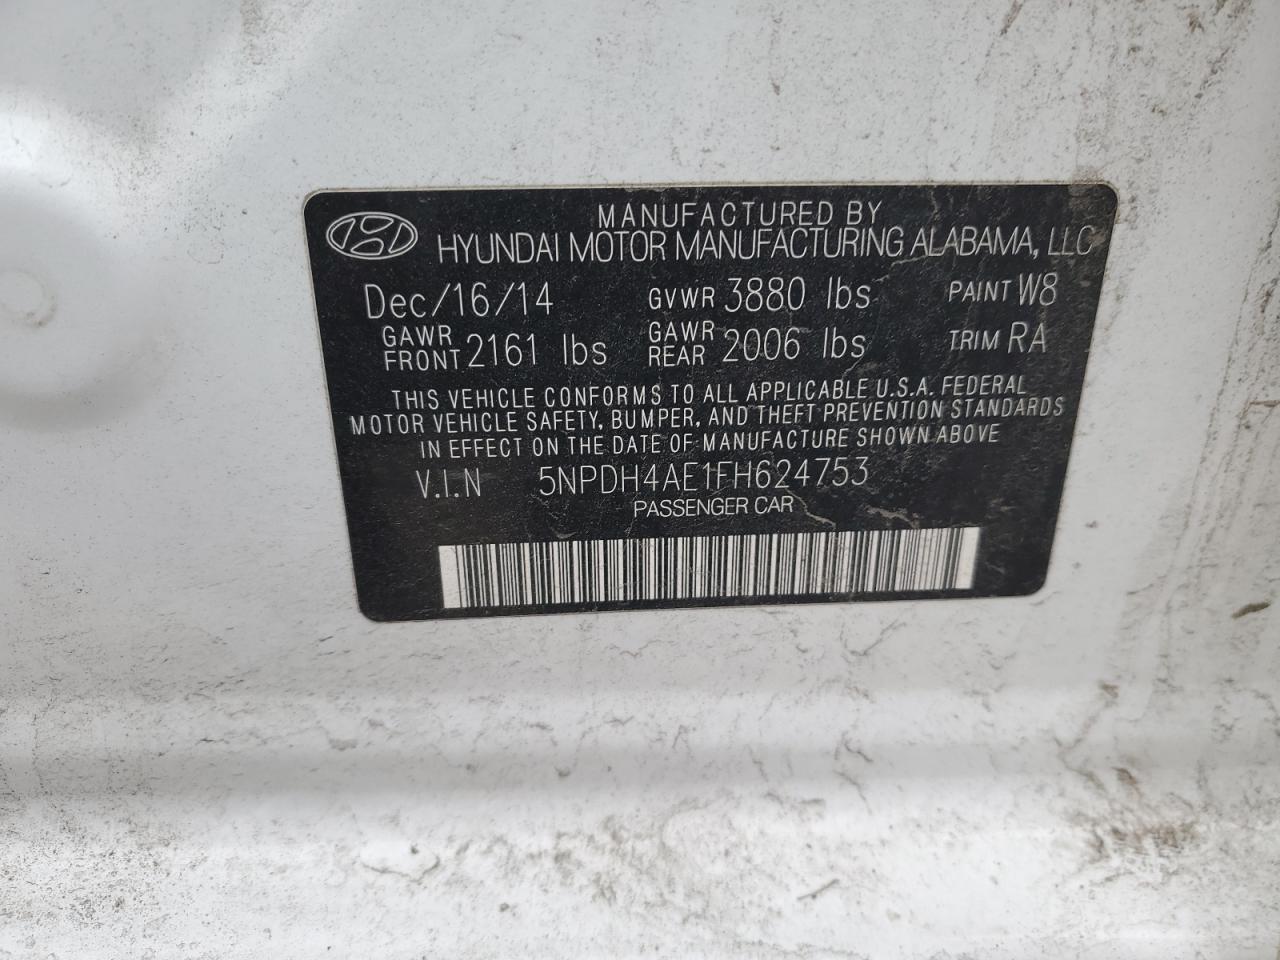 MANUFACTURED BY
HYUNDAI MOTOR MANUFACTURING ALABAMA, LLC
Dec/16/14 GVWR 3880 lbs PAINT W8
GAWR FRONT 2161 lbs GAWR REAR 2006 lbs TRIM RA
THIS VEHICLE CONFORMS TO ALL APPLICABLE U.S.A. FEDERAL
MOTOR VEHICLE SAFETY, BUMPER, AND THEFT PREVENTION STANDARDS
IN EFFECT ON THE DATE OF MANUFACTURE SHOWN ABOVE
V.I.N 5NPDH4AE1FH624753
PASSENGER CAR